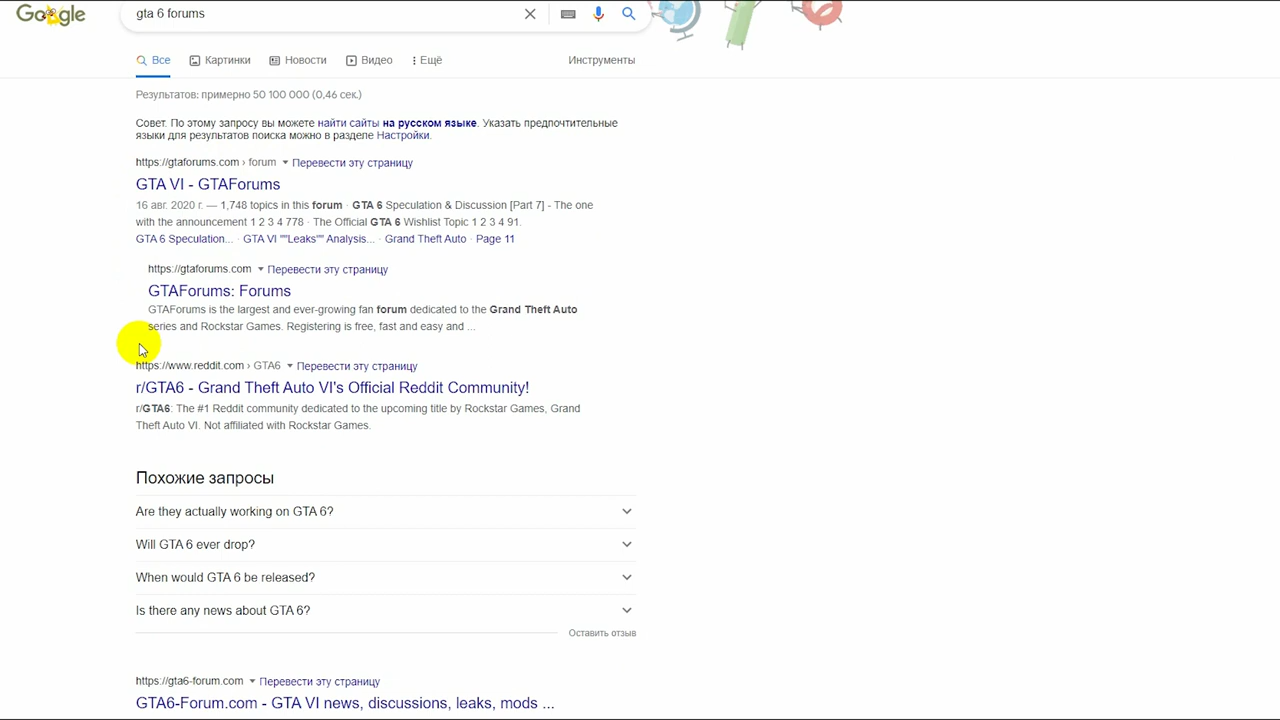 Google
gta 6 forums
Все Картинки Новости Видео Ещё Инструменты
Результатов: примерно 50 100 000 (0,46 сек.)
Совет. По этому запросу вы можете найти сайты на русском языке. Указать предпочтительные
языки для результатов поиска можно в разделе Настройки.
https://gtaforums.com › forum Перевести эту страницу
GTA VI - GTAForums
16 авг. 2020 г. — 1,748 topics in this forum · GTA 6 Speculation & Discussion [Part 7] - The one
with the announcement 1 2 3 4 778 · The Official GTA 6 Wishlist Topic 1 2 3 4 91.
GTA 6 Speculation... · GTA VI ""Leaks"" Analysis... · Grand Theft Auto · Page 11
https://gtaforums.com Перевести эту страницу
GTAForums: Forums
GTAForums is the largest and ever-growing fan forum dedicated to the Grand Theft Auto
series and Rockstar Games. Registering is free, fast and easy and ...
https://www.reddit.com › GTA6 Перевести эту страницу
r/GTA6 - Grand Theft Auto VI's Official Reddit Community!
r/GTA6: The #1 Reddit community dedicated to the upcoming title by Rockstar Games, Grand
Theft Auto VI. Not affiliated with Rockstar Games.
Похожие запросы
Are they actually working on GTA 6?
Will GTA 6 ever drop?
When would GTA 6 be released?
Is there any news about GTA 6?
Оставить отзыв
https://gta6-forum.com Перевести эту страницу
GTA6-Forum.com - GTA VI news, discussions, leaks, mods ...